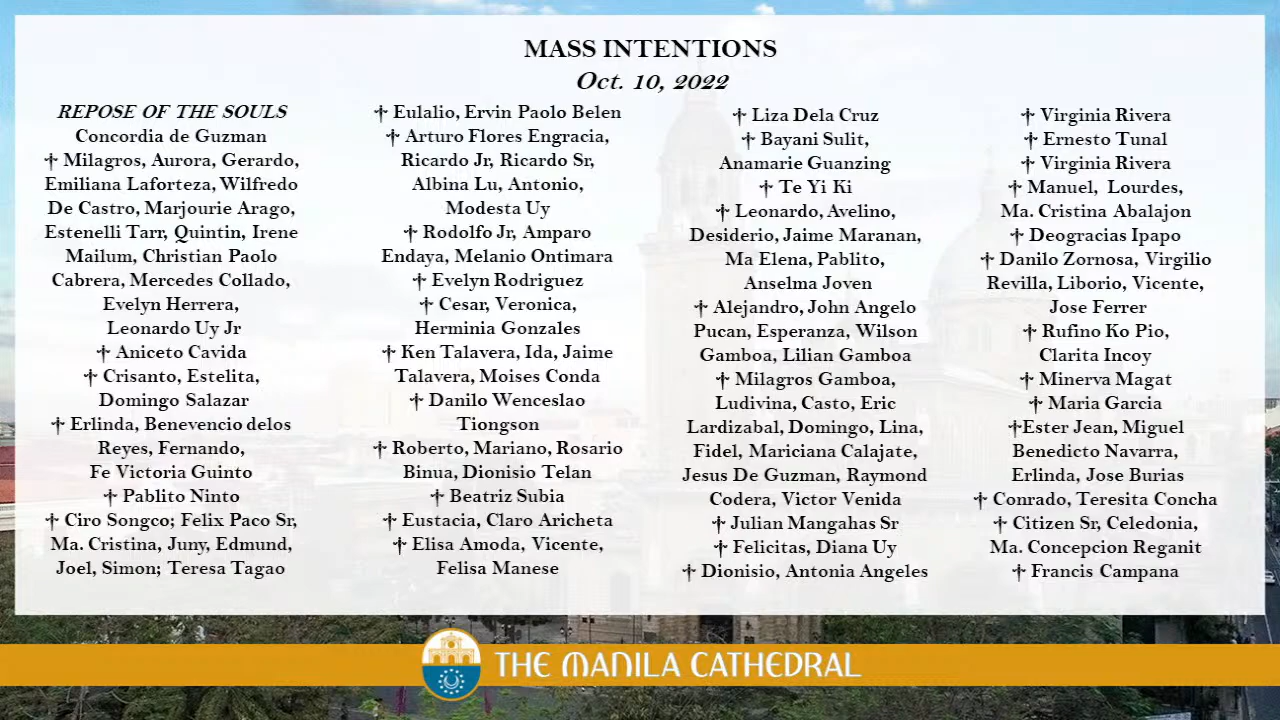 MASS INTENTIONS
Oct. 10, 2022
REPOSE OF THE SOULS
Concordia de Guzman
✝ Milagros, Aurora, Gerardo,
Emiliana Laforteza, Wilfredo
De Castro, Marjourie Arago,
Estenelli Tarr, Quintin, Irene
Mailum, Christian Paolo
Cabrera, Mercedes Collado,
Evelyn Herrera,
Leonardo Uy Jr
✝ Aniceto Cavida
✝ Crisanto, Estelita,
Domingo Salazar
✝ Erlinda, Benevencio delos
Reyes, Fernando,
Fe Victoria Guinto
✝ Pablito Ninto
✝ Ciro Songco; Felix Paco Sr,
Ma. Cristina, Juny, Edmund,
Joel, Simon; Teresa Tagao
✝ Eulalio, Ervin Paolo Belen
✝ Arturo Flores Engracia,
Ricardo Jr, Ricardo Sr,
Albina Lu, Antonio,
Modesta Uy
✝ Rodolfo Jr, Amparo
Endaya, Melanio Ontimara
✝ Evelyn Rodriguez
✝ Cesar, Veronica,
Herminia Gonzales
✝ Ken Talavera, Ida, Jaime
Talavera, Moises Conda
✝ Danilo Wenceslao
Tiongson
✝ Roberto, Mariano, Rosario
Binua, Dionisio Telan
✝ Beatriz Subia
✝ Eustacia, Claro Aricheta
✝ Elisa Amoda, Vicente,
Felisa Manese
✝ Liza Dela Cruz
✝ Bayani Sulit,
Anamarie Guanzing
✝ Te Yi Ki
✝ Leonardo, Avelino,
Desiderio, Jaime Maranan,
Ma Elena, Pablito,
Anselma Joven
✝ Alejandro, John Angelo
Pucan, Esperanza, Wilson
Gamboa, Lilian Gamboa
✝ Milagros Gamboa,
Ludivina, Casto, Eric
Lardizabal, Domingo, Lina,
Fidel, Mariciana Calajate,
Jesus De Guzman, Raymond
Codera, Victor Venida
✝ Julian Mangahas Sr
✝ Felicitas, Diana Uy
✝ Dionisio, Antonia Angeles
✝ Virginia Rivera
✝ Ernesto Tunal
✝ Virginia Rivera
✝ Manuel, Lourdes,
Ma. Cristina Abalajon
✝ Deogracias Ipapo
✝ Danilo Zornosa, Virgilio
Revilla, Liborio, Vicente,
Jose Ferrer
✝ Rufino Ko Pio,
Clarita Incoy
✝ Minerva Magat
✝ Maria Garcia
✝Ester Jean, Miguel
Benedicto Navarra,
Erlinda, Jose Burias
✝ Conrado, Teresita Concha
✝ Citizen Sr, Celedonia,
Ma. Concepcion Reganit
✝ Francis Campana
THE MANILA CATHEDRAL